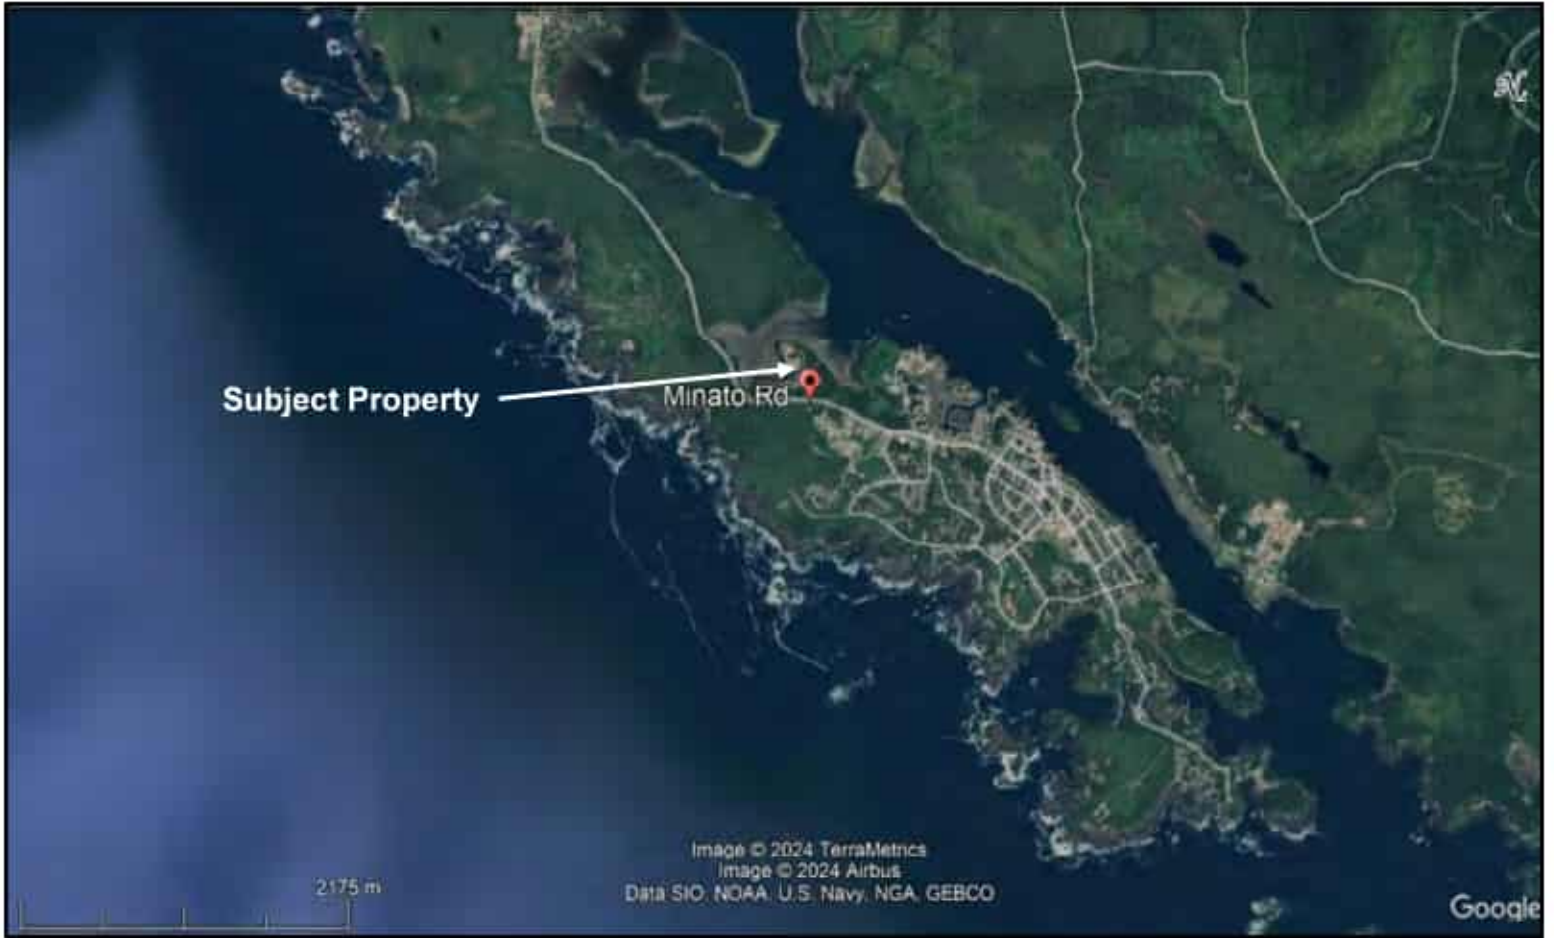 N
Subject Property
Minato Rd
Image © 2024 TerraMetrics
Image © 2024 Airbus
Data SIO, NOAA, U.S. Navy, NGA, GEBCO
2175 m
Google